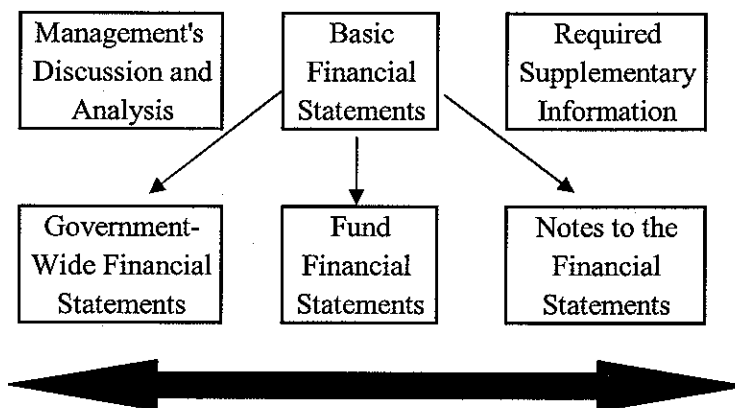 Management's
Discussion and
Analysis
Basic
Financial
Statements
Required
Supplementary
Information
Government-
Wide Financial
Statements
Fund
Financial
Statements
Notes to the
Financial
Statements